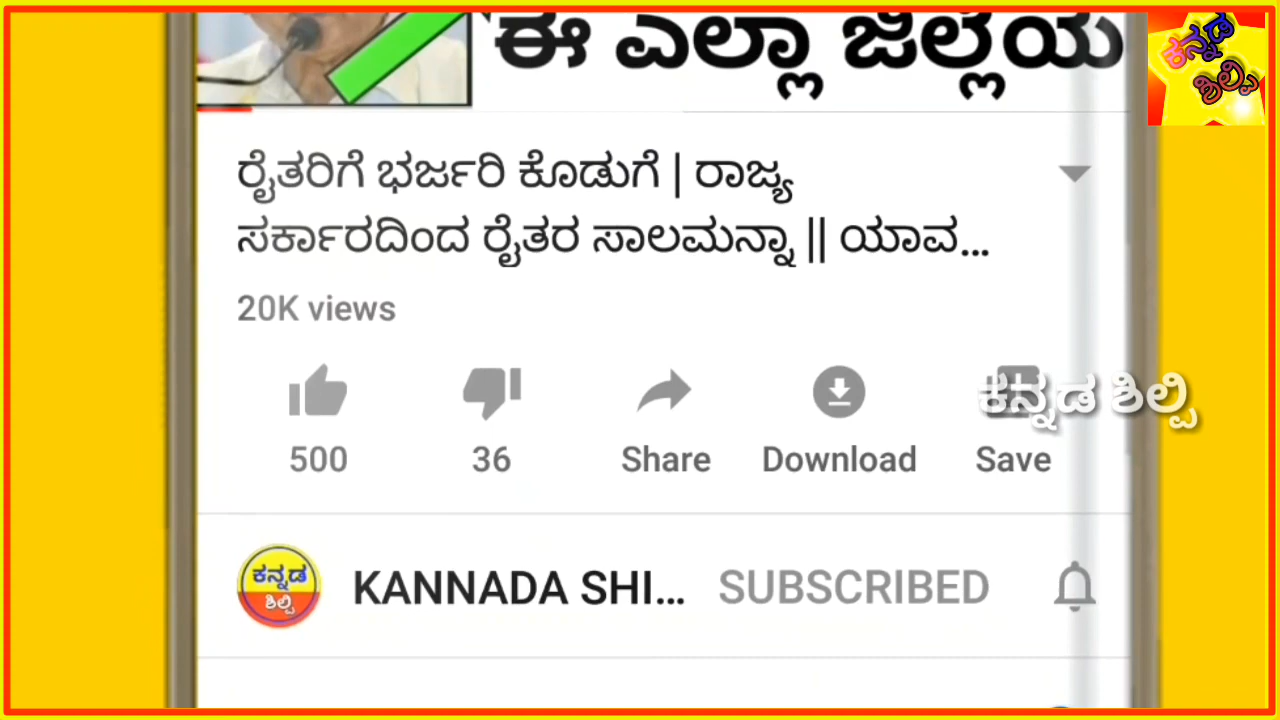 ಈ ಎಲ್ಲಾ ಜಿಲ್ಲೆಯ
ಕನ್ನಡ
ಶಿಲ್ಪಿ
ರೈತರಿಗೆ ಭರ್ಜರಿ ಕೊಡುಗೆ | ರಾಜ್ಯ
ಸರ್ಕಾರದಿಂದ ರೈತರ ಸಾಲಮನ್ನಾ || ಯಾವ...
20K views
ಕನ್ನಡ ಶಿಲ್ಪಿ
500 36 Share Download Save
ಕನ್ನಡ
ಶಿಲ್ಪಿ
KANNADA SHI... SUBSCRIBED